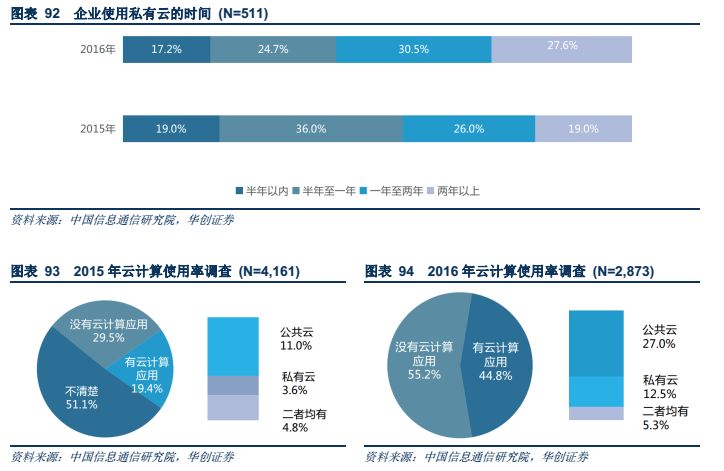 图表 92 企业使用私有云的时间 (N=511)
2016年 17.2% 24.7% 30.5% 27.6%
2015年 19.0% 36.0% 26.0% 19.0%
半年以内 半年至一年 一年至两年 两年以上
资料来源：中国信息通信研究院，华创证券
图表 93 2015 年云计算使用率调查 (N=4,161)
没有云计算应用
29.5%
有云计算
应用
19.4%
不清楚
51.1%
公共云
11.0%
私有云
3.6%
二者均有
4.8%
资料来源：中国信息通信研究院，华创证券
图表 94 2016 年云计算使用率调查 (N=2,873)
没有云计算
应用
55.2%
有云计算
应用
44.8%
公共云
27.0%
私有云
12.5%
二者均有
5.3%
资料来源：中国信息通信研究院，华创证券